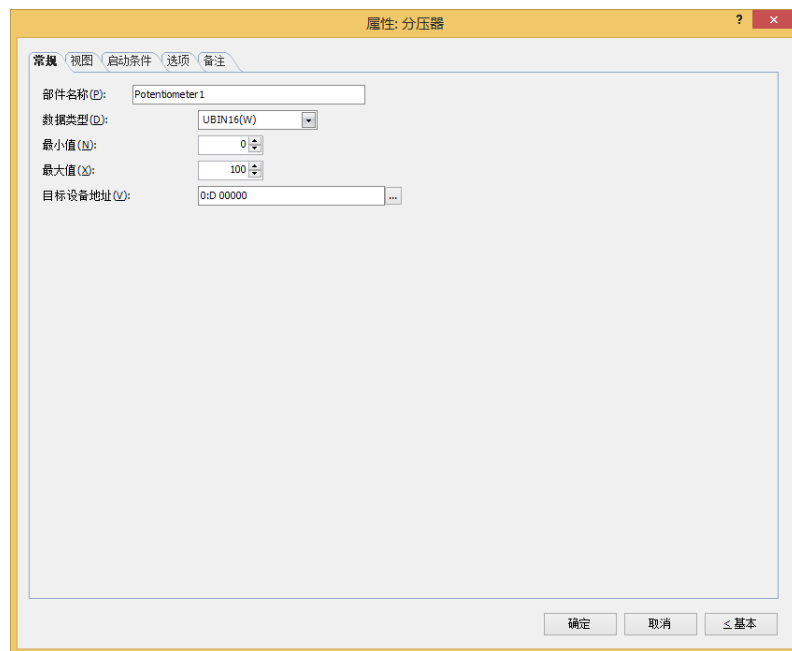 属性: 分压器 ? ×
常规 视图 启动条件 选项 备注
部件名称(P): Potentiometer1
数据类型(D): UBIN16(W)
最小值(N): 0
最大值(X): 100
目标设备地址(V): 0:D 00000 ...
确定 取消 ≤基本